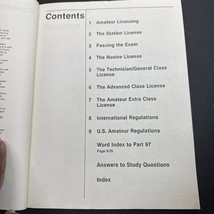 Contents
1 Amateur Licensing
2 The Station License
3 Passing the Exam
4 The Novice License
5 The Technician/General Class
License
6 The Advanced Class License
7 The Amateur Extra Class
License
8 International Regulations
9 U.S. Amateur Regulations
Word Index to Part 97
Page 9-25
Answers to Study Questions
Index